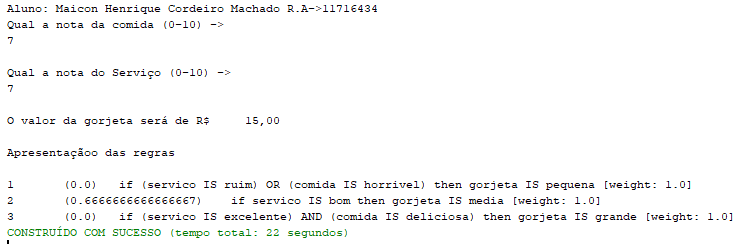 Aluno: Maicon Henrique Cordeiro Machado R.A->11716434
Qual a nota da comida (0-10) ->
7
Qual a nota do Serviço (0-10) ->
7
O valor da gorjeta será de R$ 15,00
Apresentaçãoo das regras
1 (0.0) if (servico IS ruim) OR (comida IS horrivel) then gorjeta IS pequena [weight: 1.0]
2 (0.6666666666666667) if servico IS bom then gorjeta IS media [weight: 1.0]
3 (0.0) if (servico IS excelente) AND (comida IS deliciosa) then gorjeta IS grande [weight: 1.0]
CONSTRUÍDO COM SUCESSO (tempo total: 22 segundos)